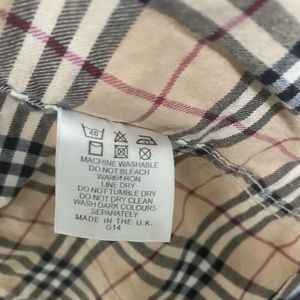 40
MACHINE WASHABLE
DO NOT BLEACH
WARM IRON
LINE DRY
DO NOT TUMBLE DRY
DO NOT DRY CLEAN
WASH DARK COLOURS
SEPARATELY
MADE IN THE U.K.
G14